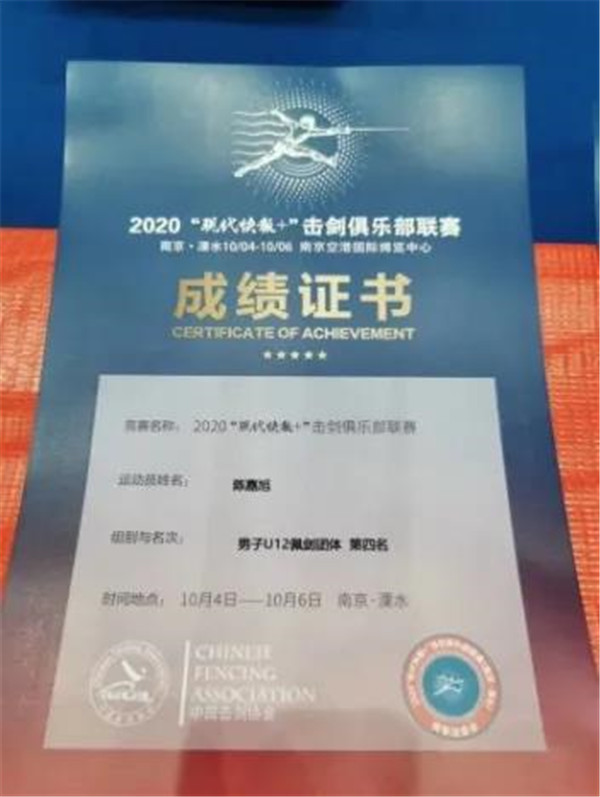 2020 “现代快报+” 击剑俱乐部联赛
南京·溧水10/04-10/06 南京空港国际博览中心
成绩证书
CERTIFICATE OF ACHIEVEMENT
竞赛名称: 2020 “现代快报+” 击剑俱乐部联赛
运动员姓名: 陈嘉旭
组别与名次: 男子U12佩剑团体 第四名
时间地点: 10月4日——10月6日 南京·溧水
CHINESE
FENCING
ASSOCIATION
中国击剑协会